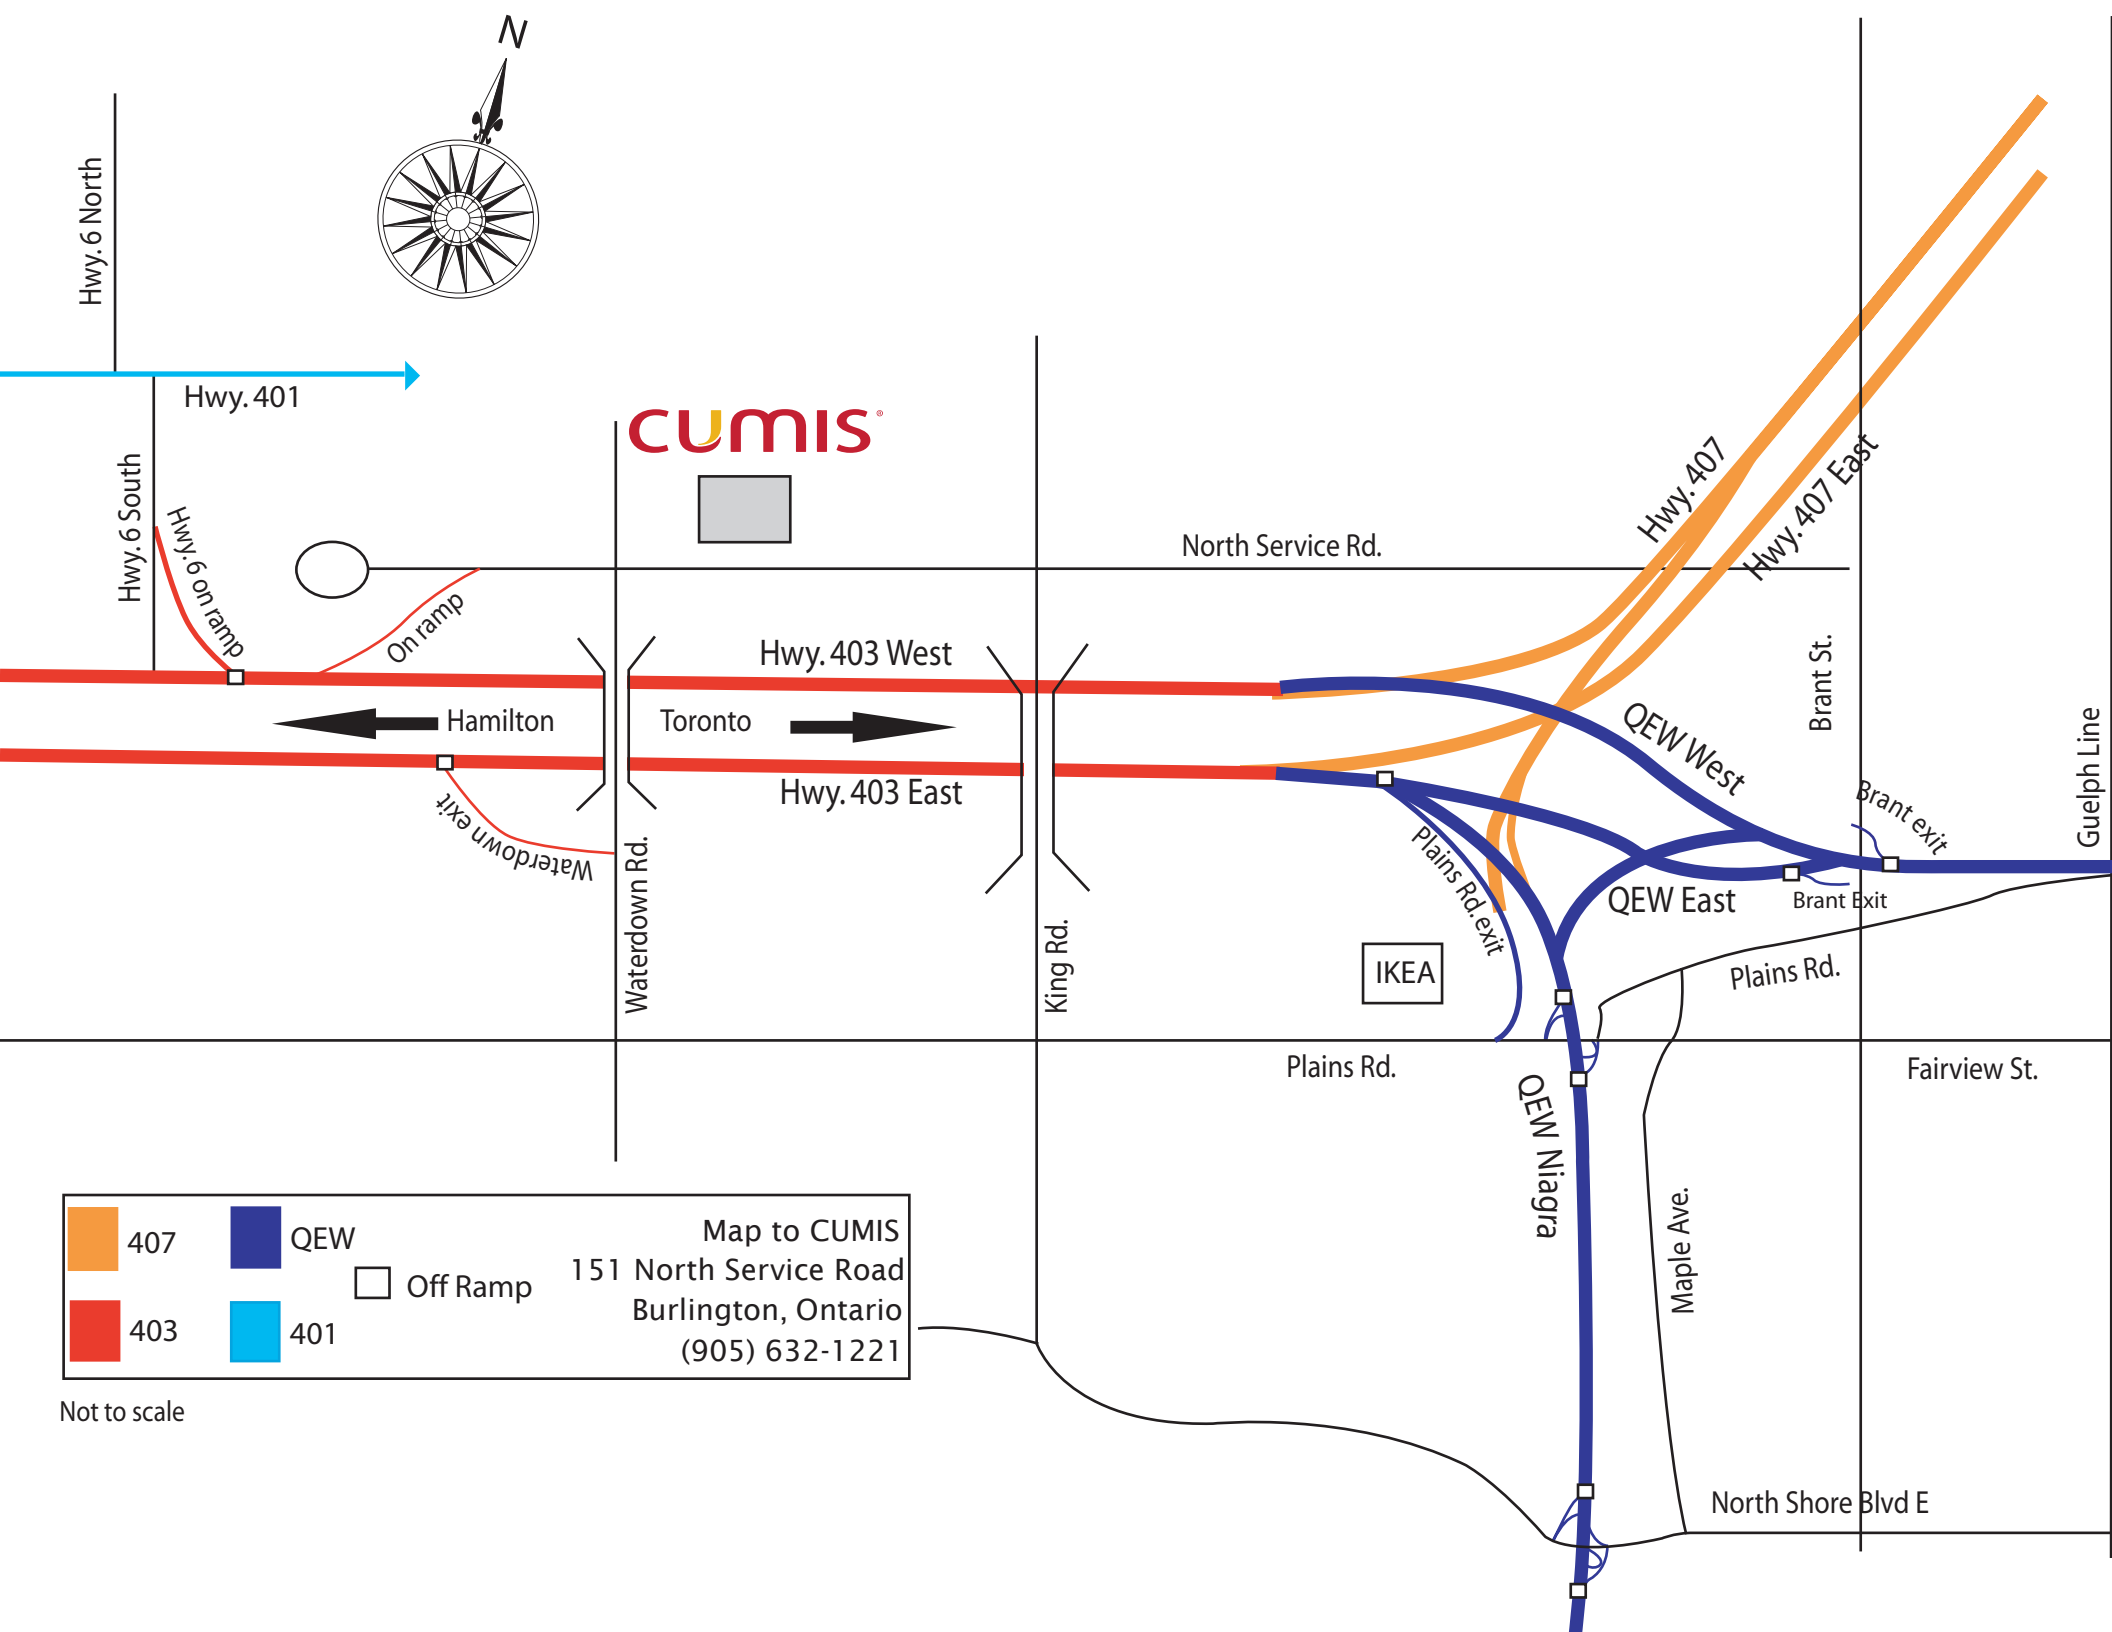 N
Hwy. 6 North
Hwy. 401
CUMIS®
Hwy. 6 South
Hwy. 6 on ramp
On ramp
North Service Rd.
Hwy. 407
Hwy. 407 East
Hwy. 403 West
Hamilton
Toronto
Hwy. 403 East
Waterdown exit
Waterdown Rd.
King Rd.
QEW West
Brant St.
Guelph Line
Brant exit
Plains Rd. exit
QEW East
Brant Exit
IKEA
Plains Rd.
Plains Rd.
Fairview St.
QEW Niagra
Maple Ave.
North Shore Blvd E
407
QEW
403
401
Off Ramp
Map to CUMIS
151 North Service Road
Burlington, Ontario
(905) 632-1221
Not to scale